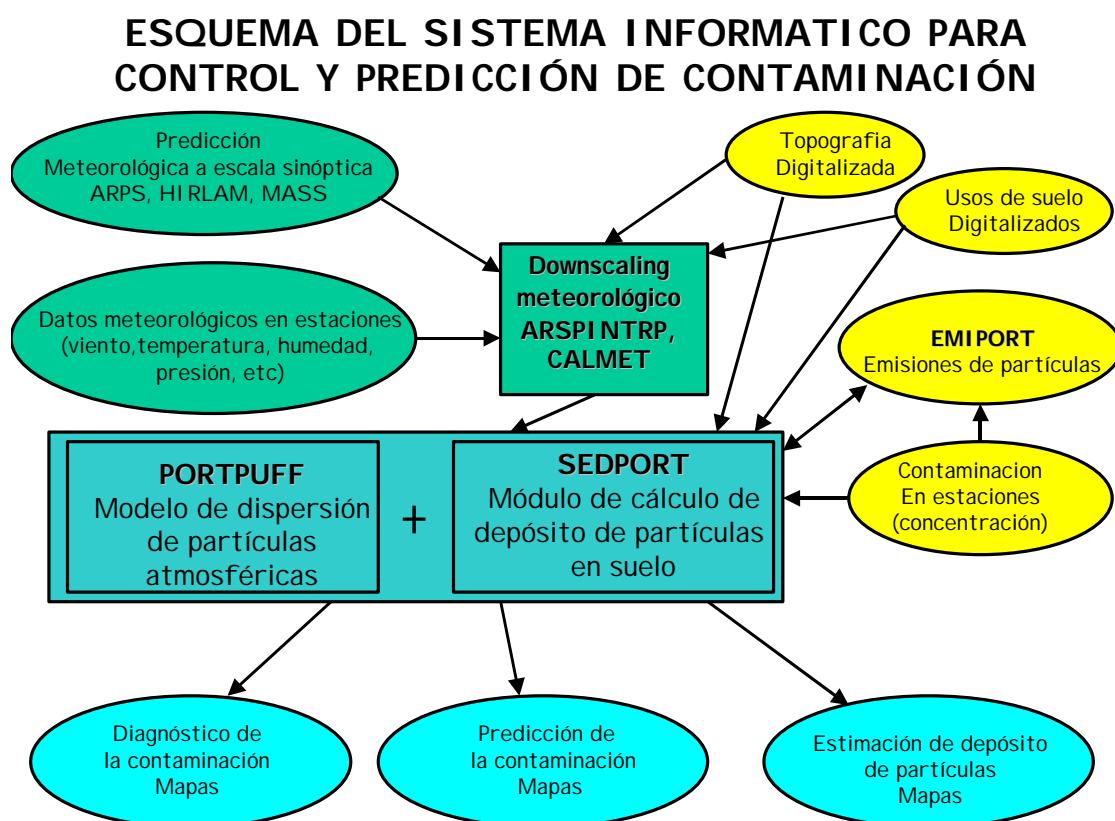 ESQUEMA DEL SISTEMA INFORMATICO PARA
CONTROL Y PREDICCIÓN DE CONTAMINACIÓN
Predicción
Meteorológica a escala sinóptica
ARPS, HIRLAM, MASS
Topografia
Digitalizada
Usos de suelo
Digitalizados
Downscaling
meteorológico
ARSPINTRP,
CALMET
Datos meteorológicos en estaciones
(viento,temperatura, humedad,
presión, etc)
EMIPORT
Emisiones de partículas
PORTPUFF
Modelo de dispersión
de partículas
atmosféricas
+
SEDPORT
Módulo de cálculo de
depósito de partículas
en suelo
Contaminacion
En estaciones
(concentración)
Diagnóstico de
la contaminación
Mapas
Predicción de
la contaminación
Mapas
Estimación de depósito
de partículas
Mapas